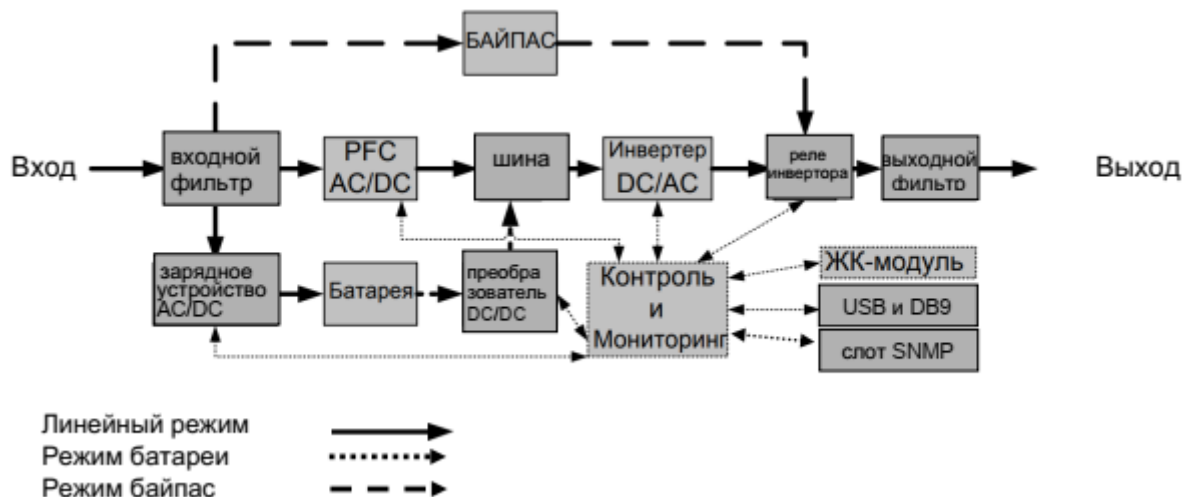 БАЙПАС
Вход
входной
фильтр
PFC
AC/DC
шина
Инвертер
DC/AC
реле
инвертора
выходной
фильтр
Выход
зарядное
устройство
AC/DC
Батарея
преобра
зователь
DC/DC
Контроль
и
Мониторинг
ЖК-модуль
USB и DB9
слот SNMP
Линейный режим
Режим батареи
Режим байпас